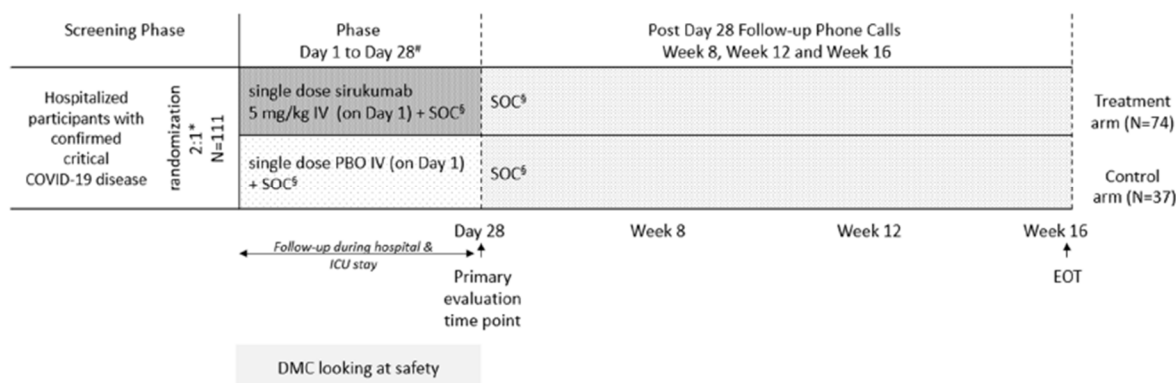 Screening Phase
Phase
Day 1 to Day 28#
Post Day 28 Follow-up Phone Calls
Week 8, Week 12 and Week 16
Hospitalized
participants with
confirmed
critical
COVID-19 disease
randomization
2:1*
N=111
single dose sirukumab
5 mg/kg IV (on Day 1) + SOC§
SOC§
Treatment
arm (N=74)
single dose PBO IV (on Day 1)
+ SOC§
SOC§
Control
arm (N=37)
Day 28
Week 8
Week 12
Week 16
Follow-up during hospital &
ICU stay
Primary
evaluation
time point
EOT
DMC looking at safety